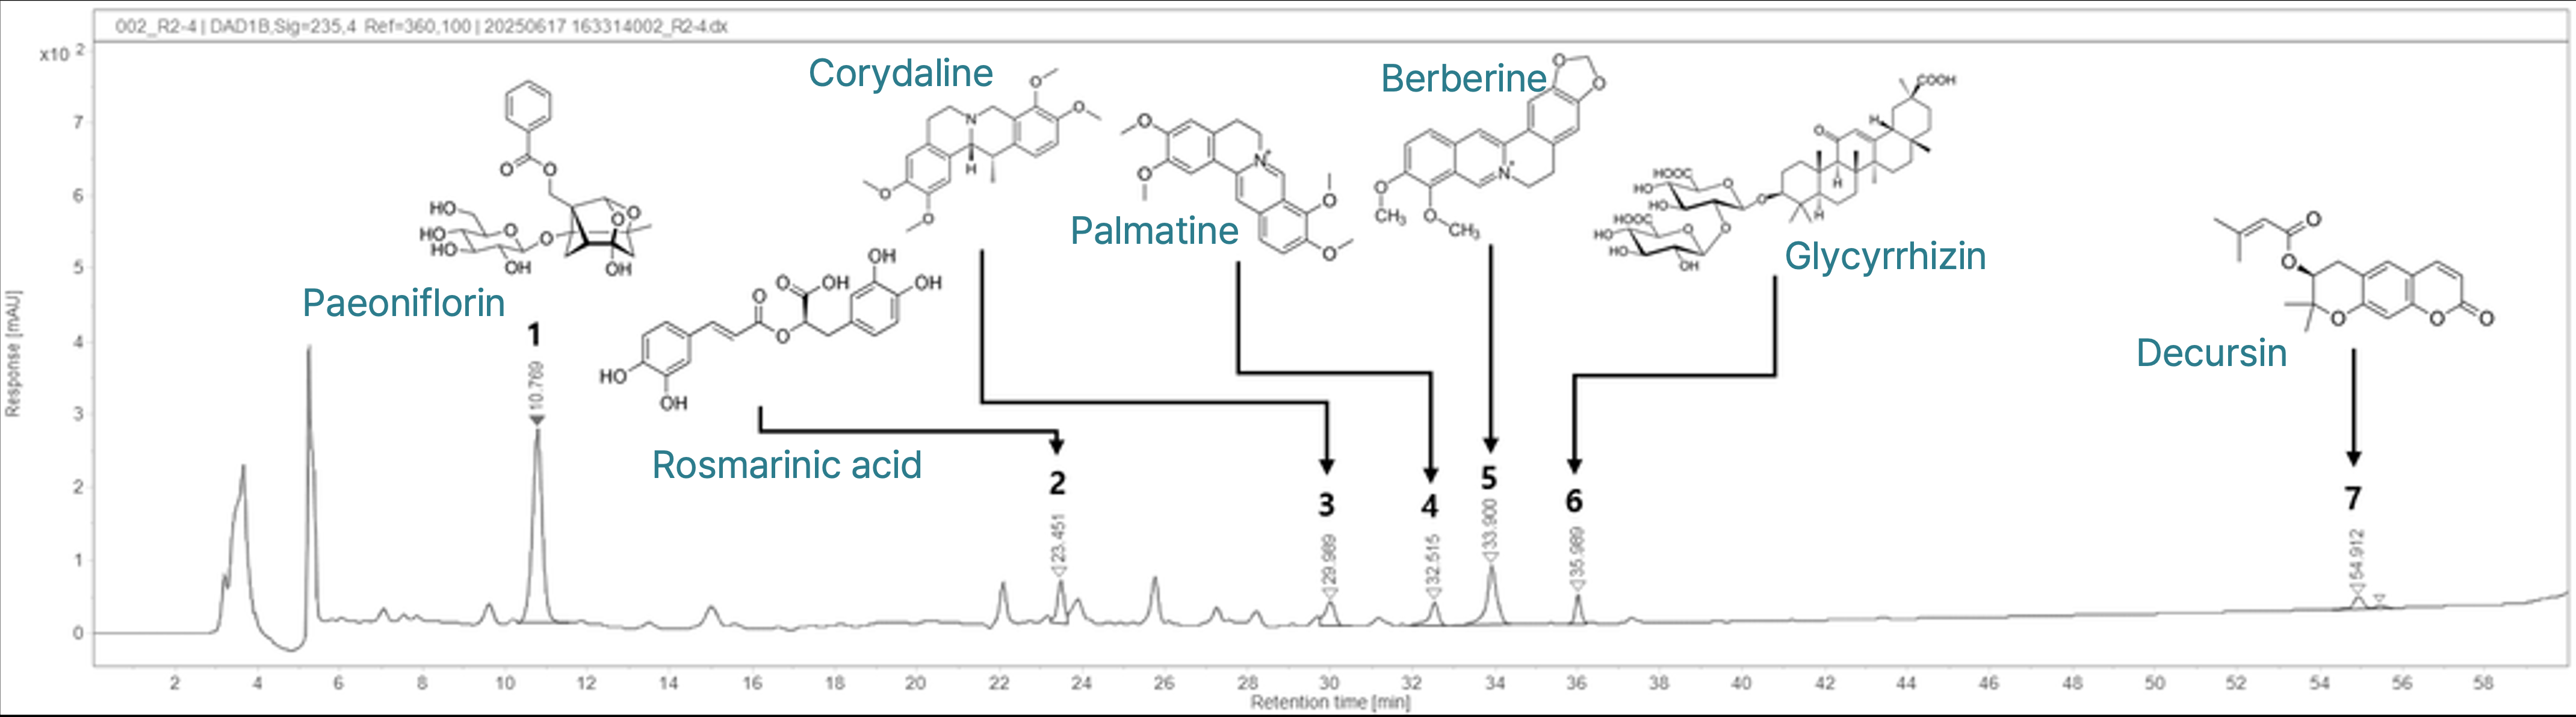 002_R2-4 | DAD1B,Sig=235,4 Ref=360,100 | 20250617 163314002_R2-4.dx
x10 2
Response [mAU]
7
6
5
4
3
2
1
0
Paeoniflorin
1
10.769
O
O
HO
HO
HO
O
OH
O
O
O
OH
Rosmarinic acid
HO
OH
O
O
O
OH
OH
OH
2
23.451
Corydaline
N
H
O
O
O
O
3
29.989
Palmatine
O
O
N+
O
O
4
32.515
Berberine
O
O
N+
O
CH3
O
CH3
5
33.900
Glycyrrhizin
COOH
H
O
H
H
HOOC
HO
HO
O
O
HOOC
HO
HO
O
O
OH
6
35.989
Decursin
O
O
O
O
O
7
54.912
2 4 6 8 10 12 14 16 18 20 22 24 26 28 30 32 34 36 38 40 42 44 46 48 50 52 54 56 58
Retention time [min]